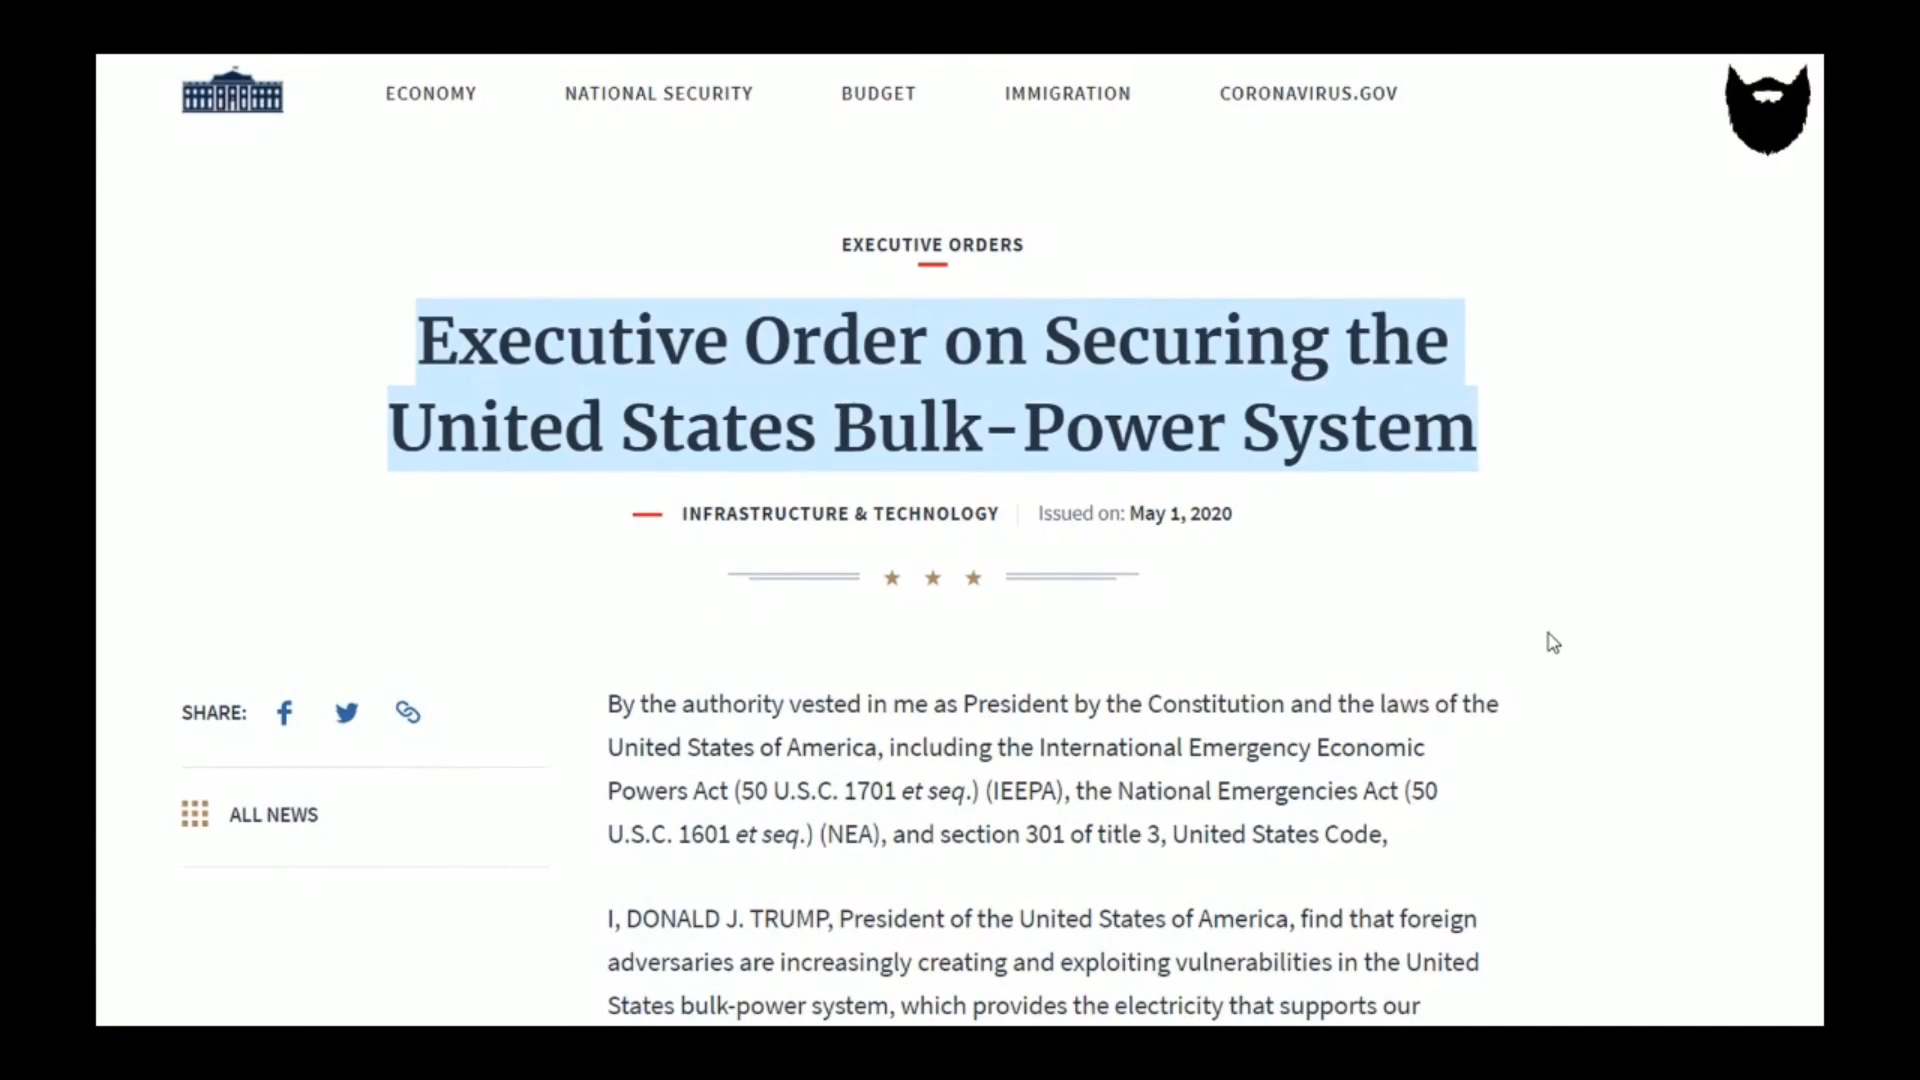 ECONOMY NATIONAL SECURITY BUDGET IMMIGRATION CORONAVIRUS.GOV
EXECUTIVE ORDERS
Executive Order on Securing the
United States Bulk-Power System
INFRASTRUCTURE & TECHNOLOGY Issued on: May 1, 2020
SHARE:
ALL NEWS
By the authority vested in me as President by the Constitution and the laws of the
United States of America, including the International Emergency Economic
Powers Act (50 U.S.C. 1701 et seq.) (IEEPA), the National Emergencies Act (50
U.S.C. 1601 et seq.) (NEA), and section 301 of title 3, United States Code,
I, DONALD J. TRUMP, President of the United States of America, find that foreign
adversaries are increasingly creating and exploiting vulnerabilities in the United
States bulk-power system, which provides the electricity that supports our